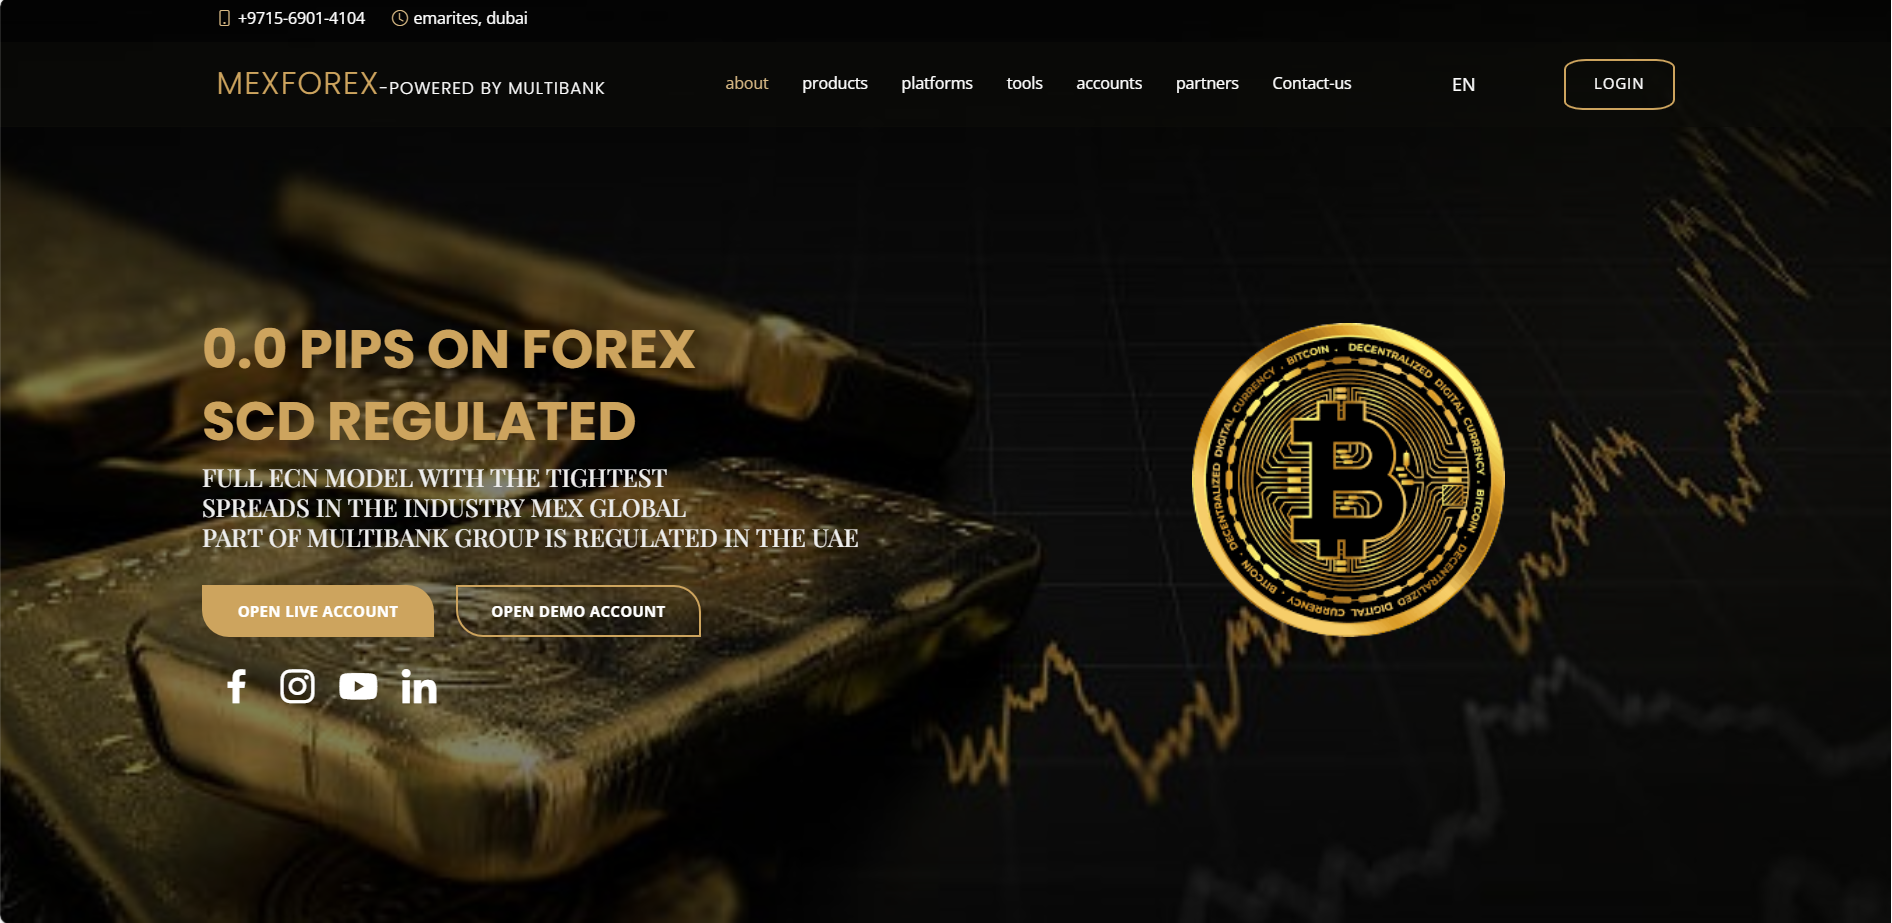 +9715-6901-4104 emarites, dubai
MEXFOREX-POWERED BY MULTIBANK about products platforms tools accounts partners Contact-us EN LOGIN
0.0 PIPS ON FOREX
SCD REGULATED
FULL ECN MODEL WITH THE TIGHTEST
SPREADS IN THE INDUSTRY MEX GLOBAL
PART OF MULTIBANK GROUP IS REGULATED IN THE UAE
OPEN LIVE ACCOUNT OPEN DEMO ACCOUNT
BITCOIN . DECENTRALIZED DIGITAL CURRENCY . BITCOIN . DECENTRALIZED DIGITAL CURRENCY . BITCOIN . DECENTRALIZED DIGITAL CURRENCY .